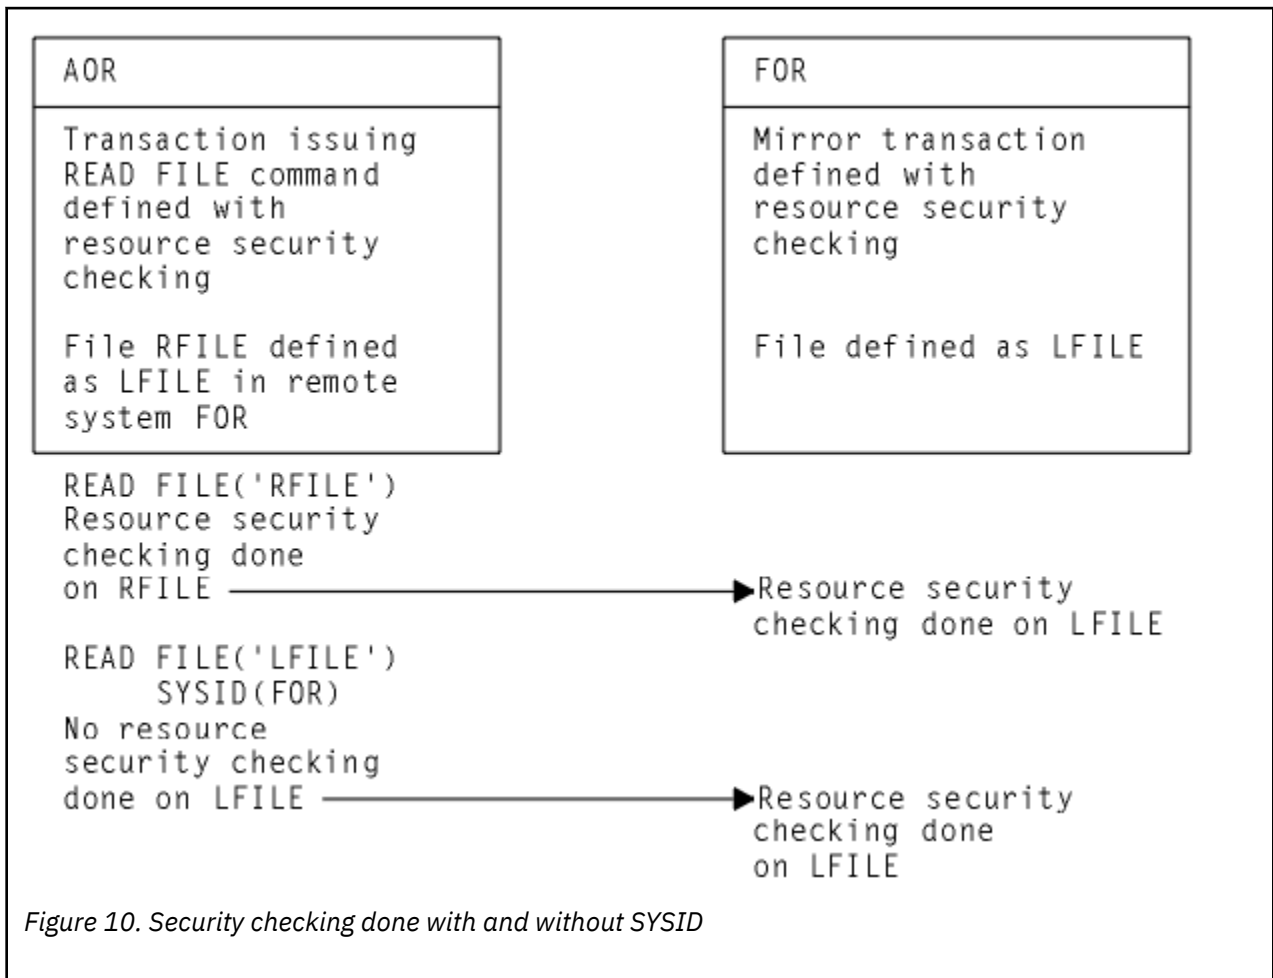 AOR
Transaction issuing
READ FILE command
defined with
resource security
checking
File RFILE defined
as LFILE in remote
system FOR
FOR
Mirror transaction
defined with
resource security
checking
File defined as LFILE
READ FILE('RFILE')
Resource security
checking done
on RFILE
Resource security
checking done on LFILE
READ FILE('LFILE')
SYSID(FOR)
No resource
security checking
done on LFILE
Resource security
checking done
on LFILE
Figure 10. Security checking done with and without SYSID